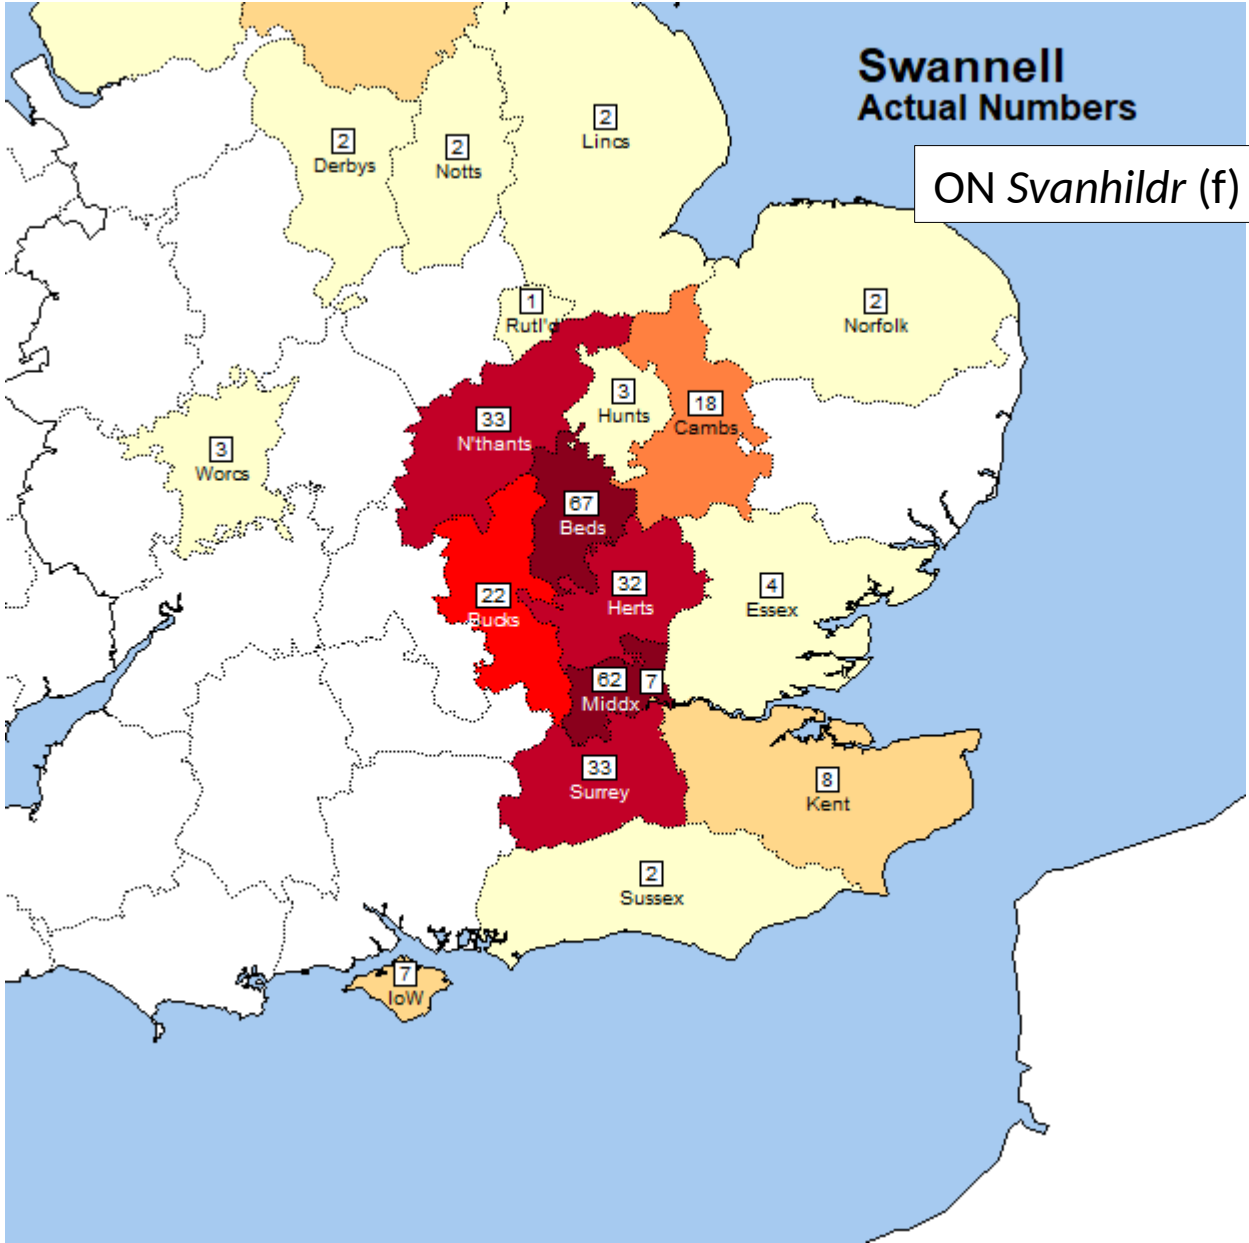 Swannell
Actual Numbers
ON Svanhildr (f)
2
Derbys
2
Notts
2
Lincs
1
Rutl'd
2
Norfolk
3
Hunts
18
Cambs
33
N'thants
3
Worcs
67
Beds
22
Bucks
32
Herts
4
Essex
62
Middx
7
33
Surrey
8
Kent
2
Sussex
7
IoW